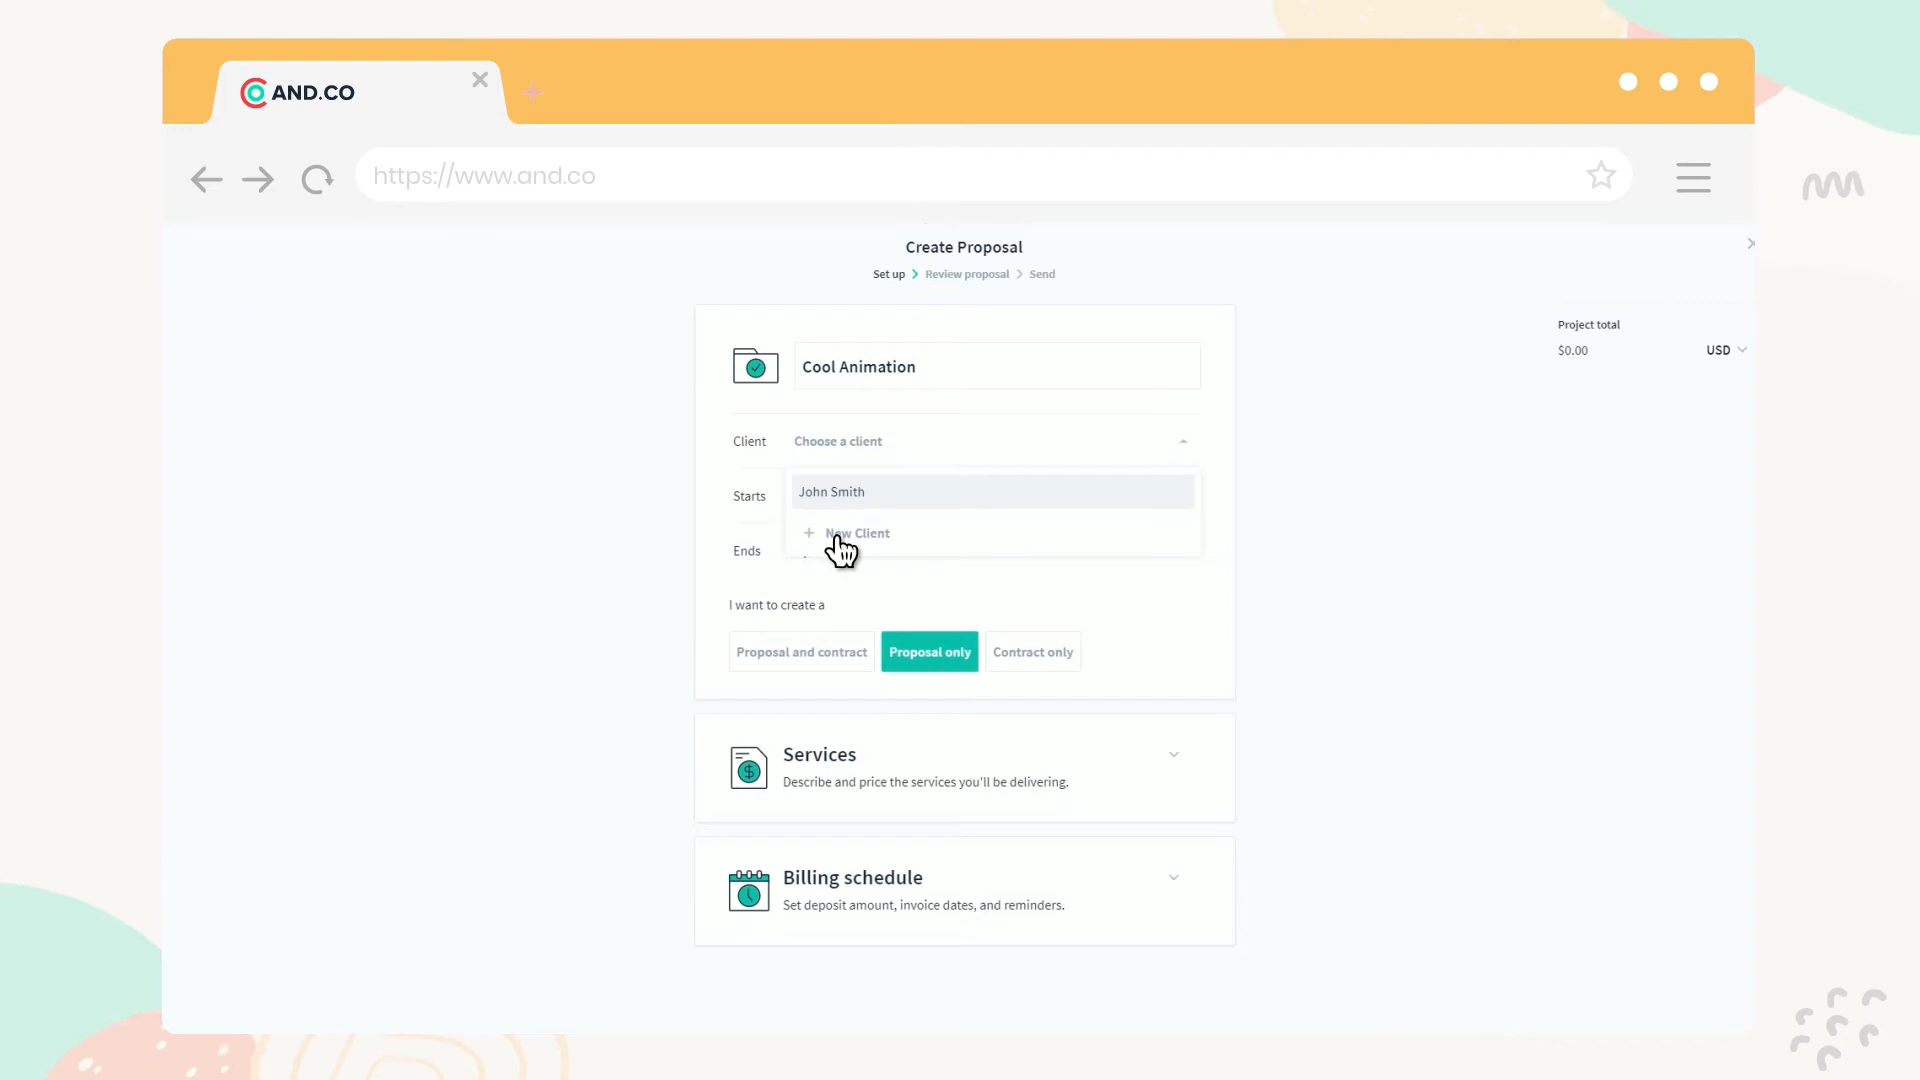 AND.CO
https://www.and.co
Create Proposal
Set up
Review proposal
Send
Project total
$0.00
USD
Cool Animation
Client
Choose a client
John Smith
Starts
+ New Client
Ends
I want to create a
Proposal and contract
Proposal only
Contract only
Services
Describe and price the services you'll be delivering.
Billing schedule
Set deposit amount, invoice dates, and reminders.